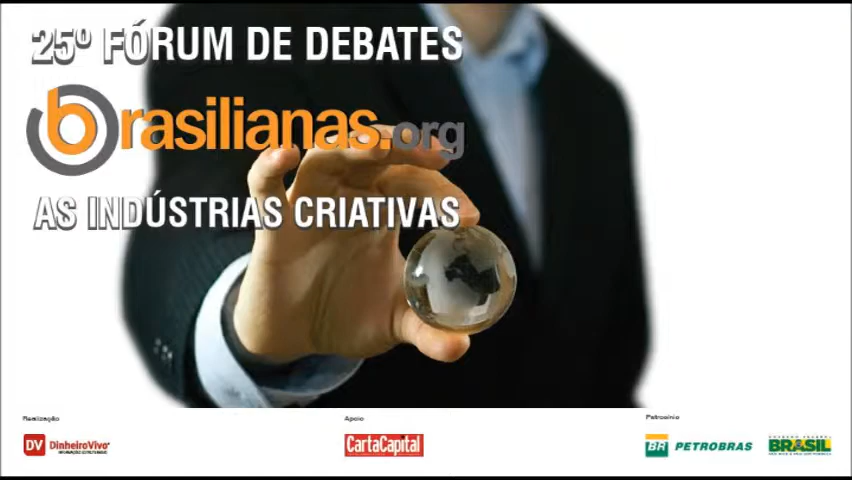 25º FÓRUM DE DEBATES
brasilianas.org
AS INDÚSTRIAS CRIATIVAS
Realização
Apoio
Patrocínio
DV DinheiroVivo
CartaCapital
BR PETROBRAS
BRASIL